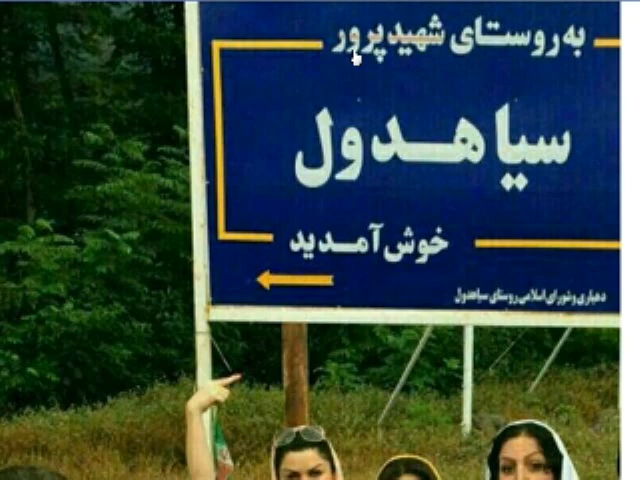 به روستای شهید پرور
سیاهدول
خوش آمدید
دهیاری و شورای اسلامی روستای سیاهدول